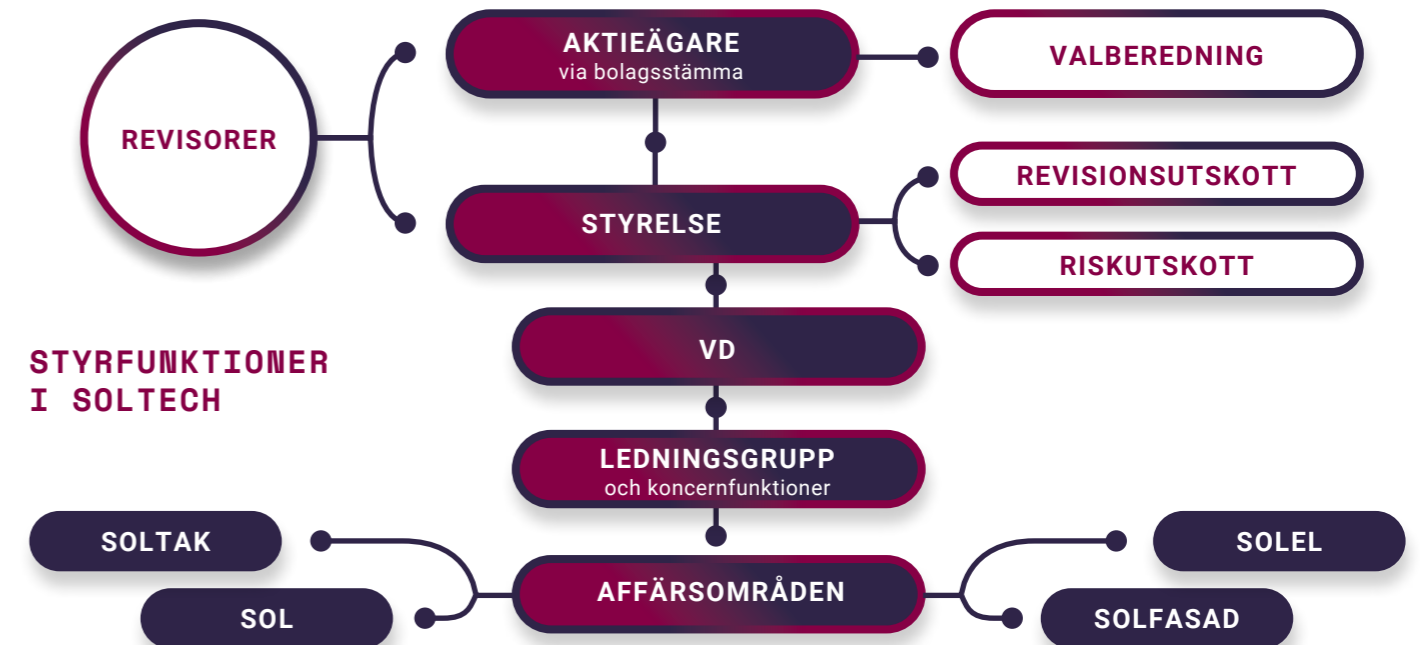 AKTIEÄGARE
via bolagsstämma
VALBEREDNING
REVISORER
REVISIONSUTSKOTT
STYRELSE
RISKUTSKOTT
VD
STYRFUNKTIONER
I SOLTECH
LEDNINGSGRUPP
och koncernfunktioner
SOLTAK
SOLEL
AFFÄRSOMRÅDEN
SOL
SOLFASAD